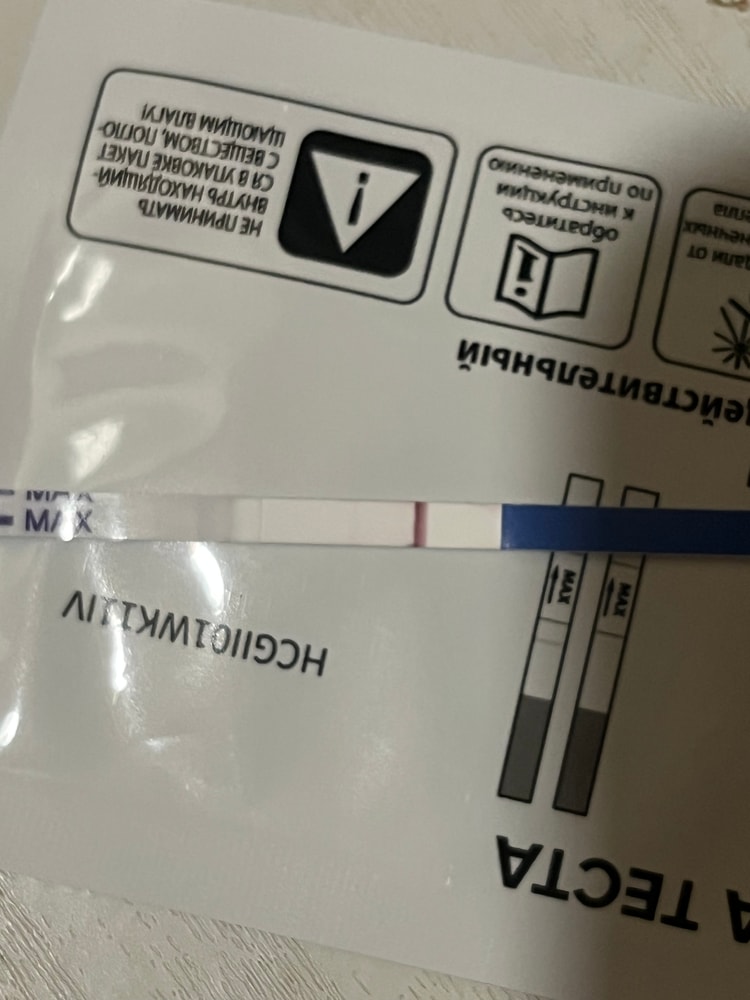 А ТЕСТА
MAX
MAX
HCGII01WK11IV
MAX
MAX
ДЕЙСТВИТЕЛЬНЫЙ
обратитесь
к инструкции
по применению
НЕ ПРИНИМАТЬ
ВНУТРЬ НАХОДЯЩИЙ-
СЯ В УПАКОВКЕ ПАКЕТ
С ВЕЩЕСТВОМ, ПОГЛО-
ЩАЮЩИМ ВЛАГУ!